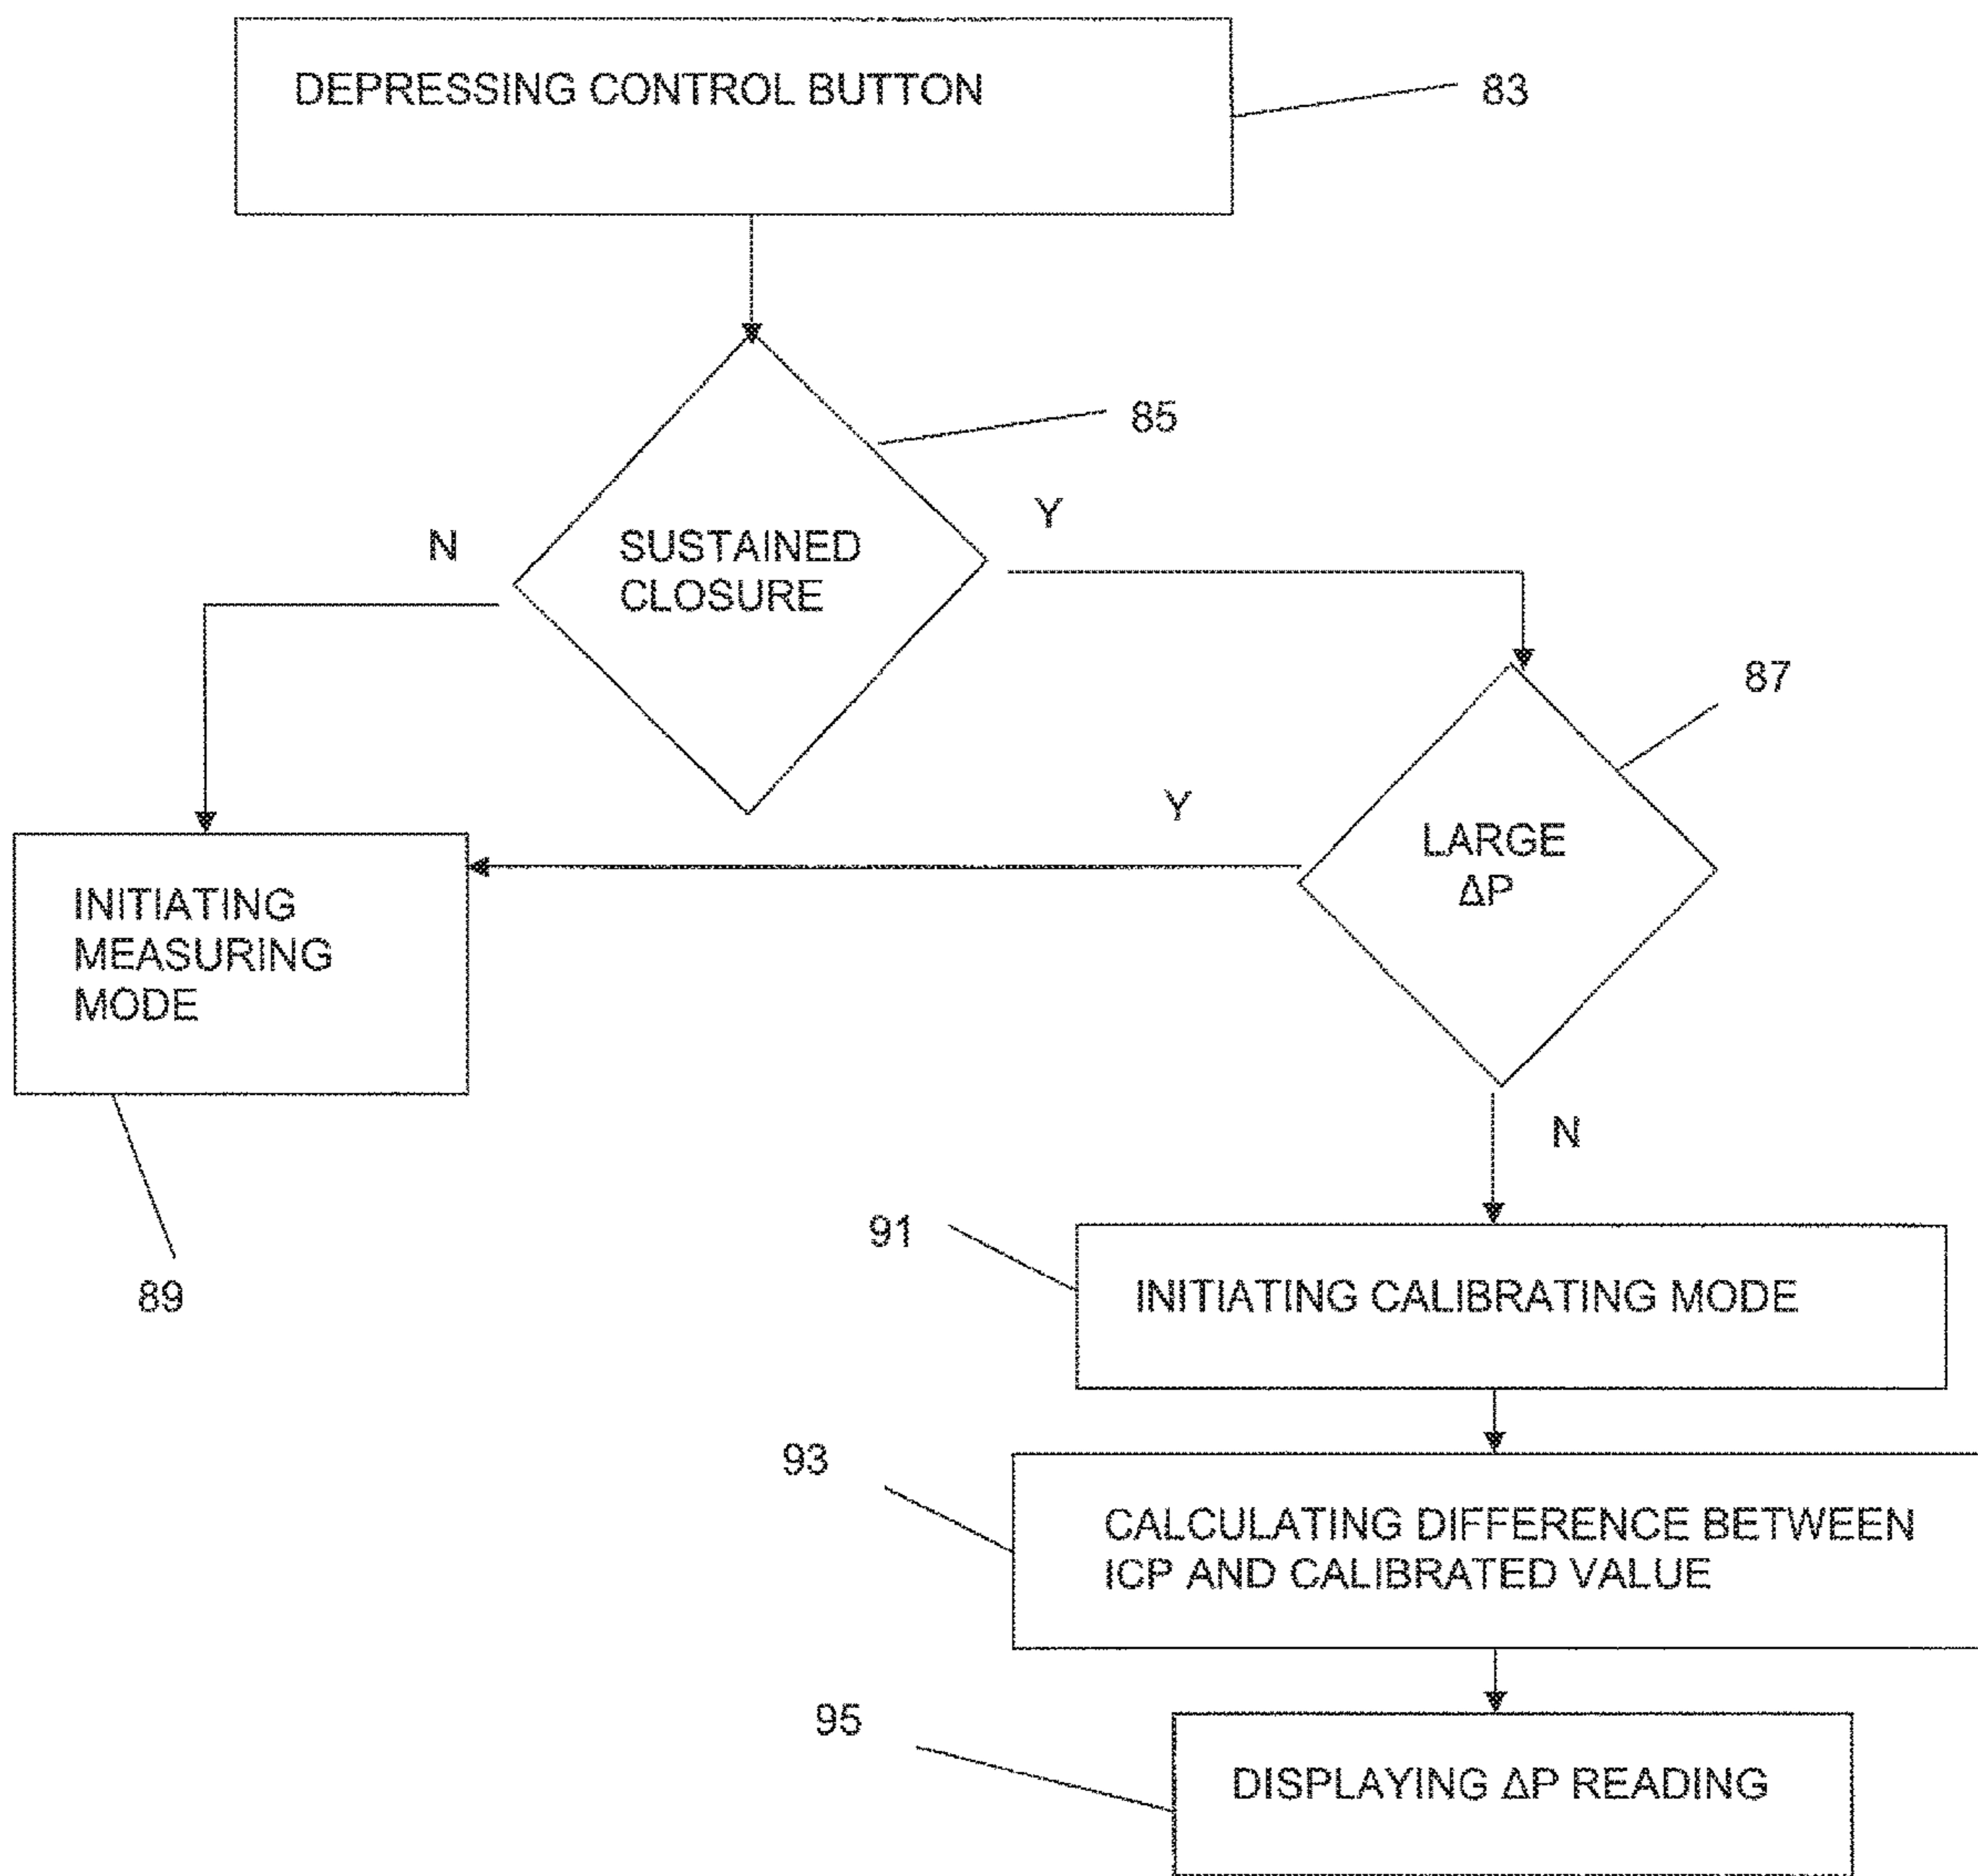 DEPRESSING CONTROL BUTTON
83
85
N
SUSTAINED
CLOSURE
Y
87
Y
LARGE
ΔP
INITIATING
MEASURING
MODE
89
N
91
INITIATING CALIBRATING MODE
93
CALCULATING DIFFERENCE BETWEEN
ICP AND CALIBRATED VALUE
95
DISPLAYING ΔP READING